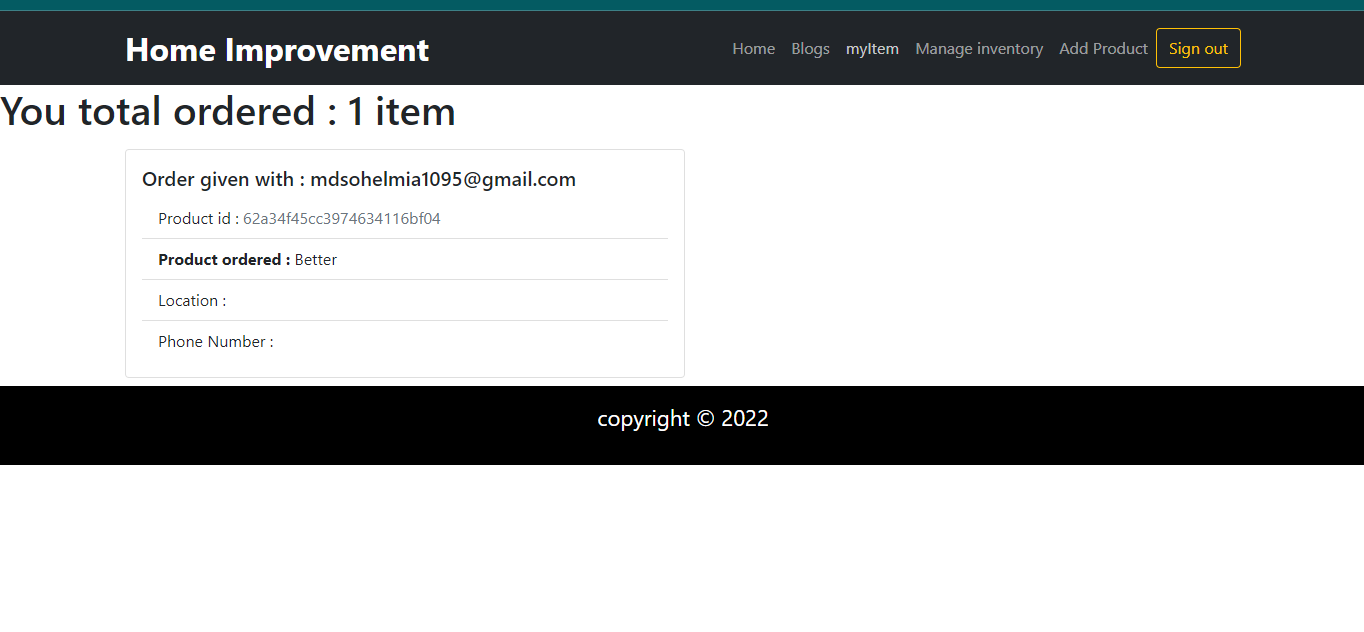 Home Improvement
Home Blogs myItem Manage inventory Add Product Sign out
You total ordered : 1 item
Order given with : mdsohelmia1095@gmail.com
Product id : 62a34f45cc3974634116bf04
Product ordered : Better
Location :
Phone Number :
copyright © 2022